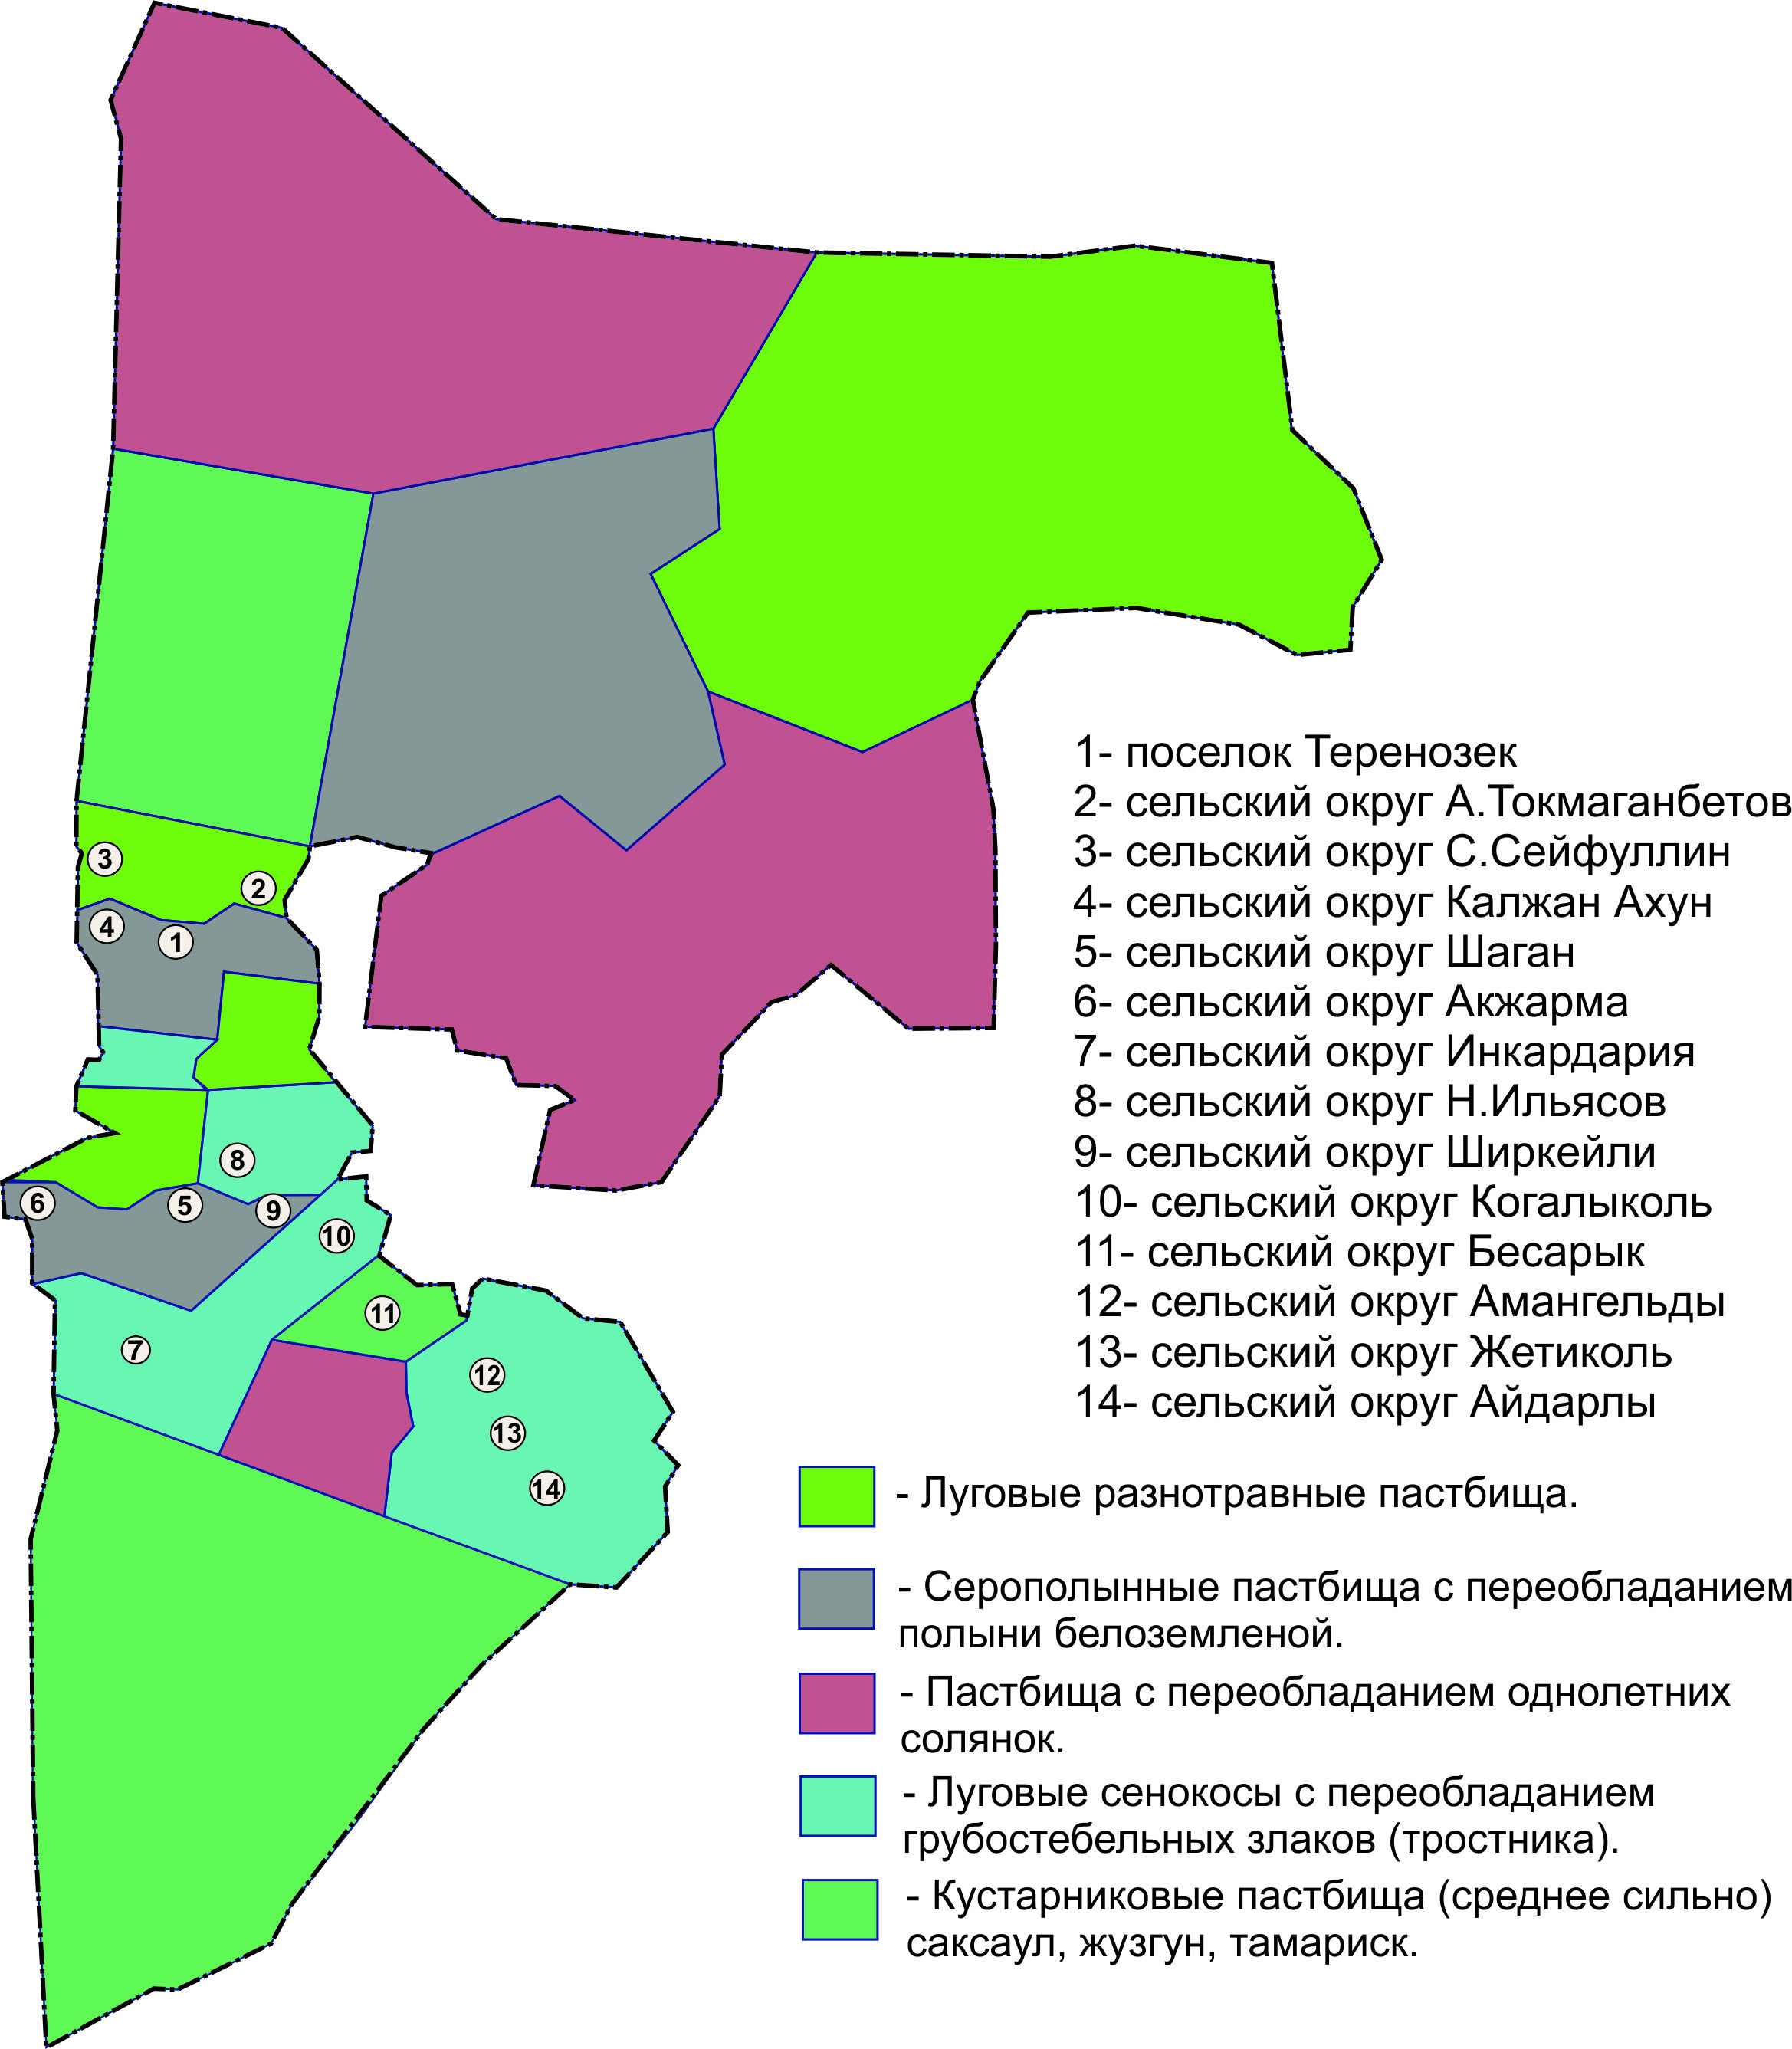 1- поселок Теренозек
2- сельский округ А.Токмаганбетов
3- сельский округ С.Сейфуллин
4- сельский округ Калжан Ахун
5- сельский округ Шаган
6- сельский округ Акжарма
7- сельский округ Инкардария
8- сельский округ Н.Ильясов
9- сельский округ Ширкейли
10- сельский округ Когалыколь
11- сельский округ Бесарык
12- сельский округ Амангельды
13- сельский округ Жетиколь
14- сельский округ Айдарлы
3
2
4
1
8
6
5
9
10
11
7
12
13
14
- Луговые разнотравные пастбища.
- Серополынные пастбища с переобладанием
полыни белоземленой.
- Пастбища с переобладанием однолетних
солянок.
- Луговые сенокосы с переобладанием
грубостебельных злаков (тростника).
- Кустарниковые пастбища (среднее сильно)
саксаул, жузгун, тамариск.